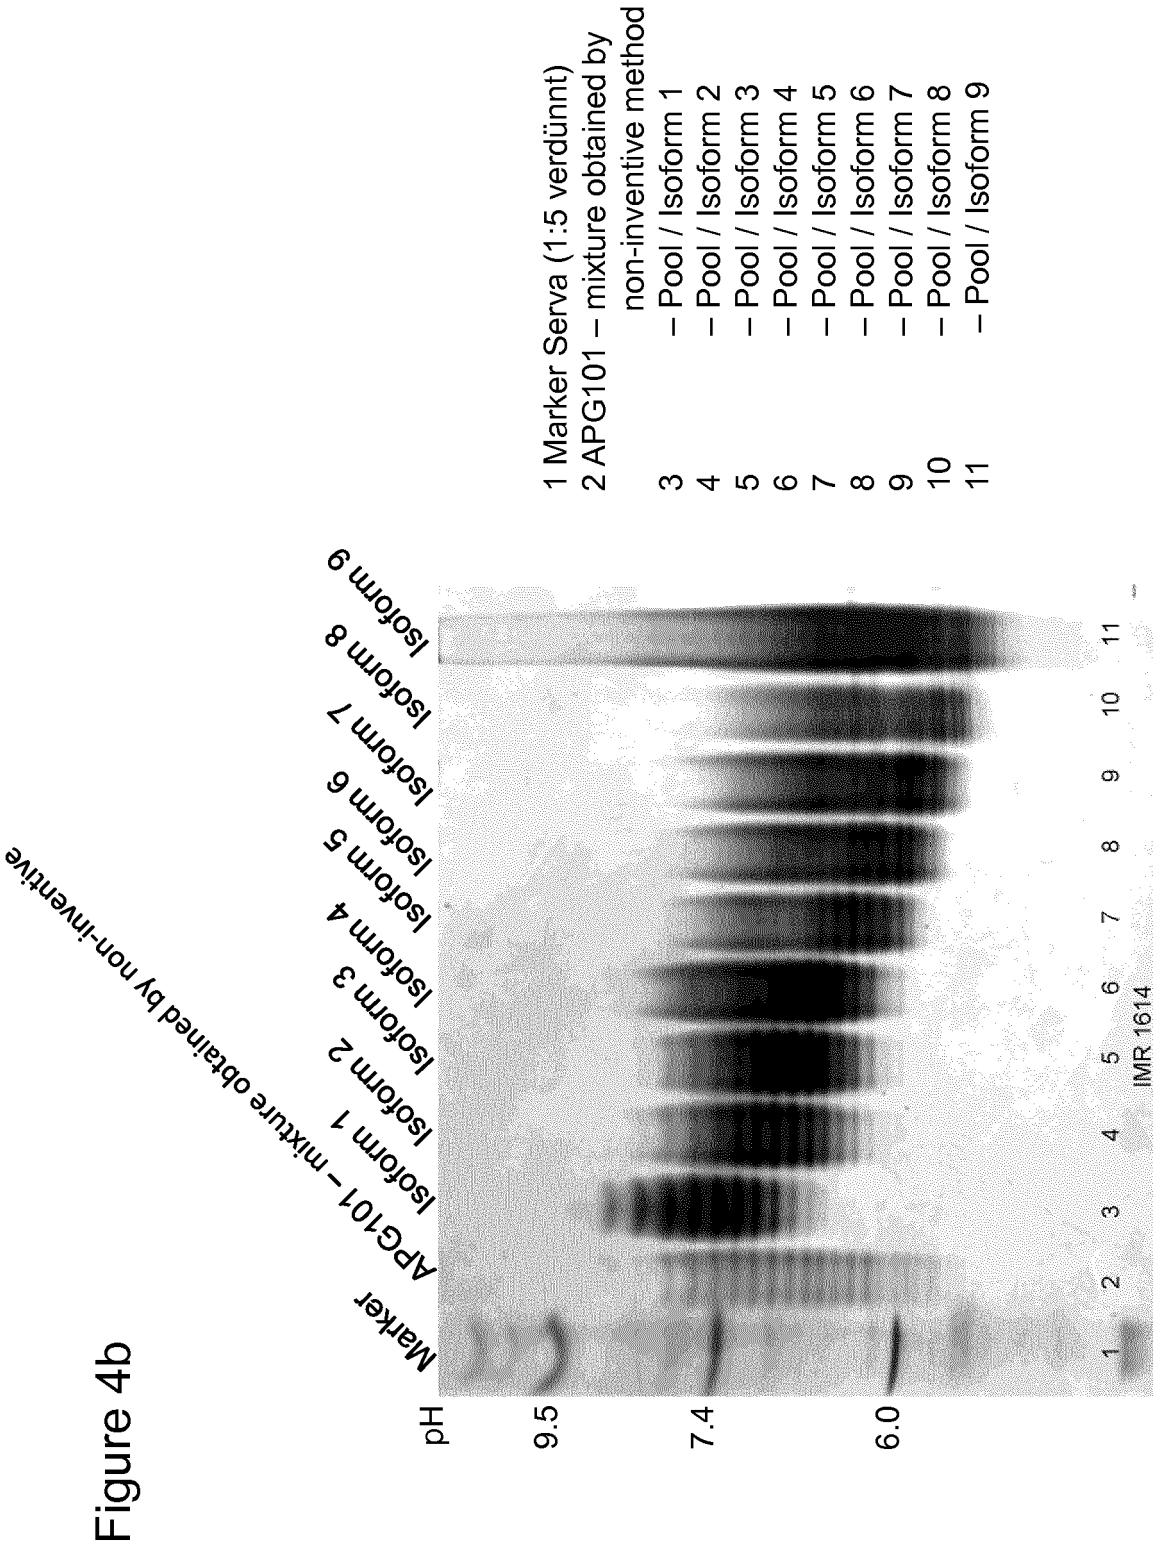 Figure 4b
Marker
APG101 – mixture obtained by non-inventive
Isoform 1
Isoform 2
Isoform 3
Isoform 4
Isoform 5
Isoform 6
Isoform 7
Isoform 8
Isoform 9
pH
9.5
7.4
6.0
1 2 3 4 5 6 7 8 9 10 11
IMR 1614
1 Marker Serva (1:5 verdünnt)
2 APG101 – mixture obtained by
non-inventive method
3 – Pool / Isoform 1
4 – Pool / Isoform 2
5 – Pool / Isoform 3
6 – Pool / Isoform 4
7 – Pool / Isoform 5
8 – Pool / Isoform 6
9 – Pool / Isoform 7
10 – Pool / Isoform 8
11 – Pool / Isoform 9